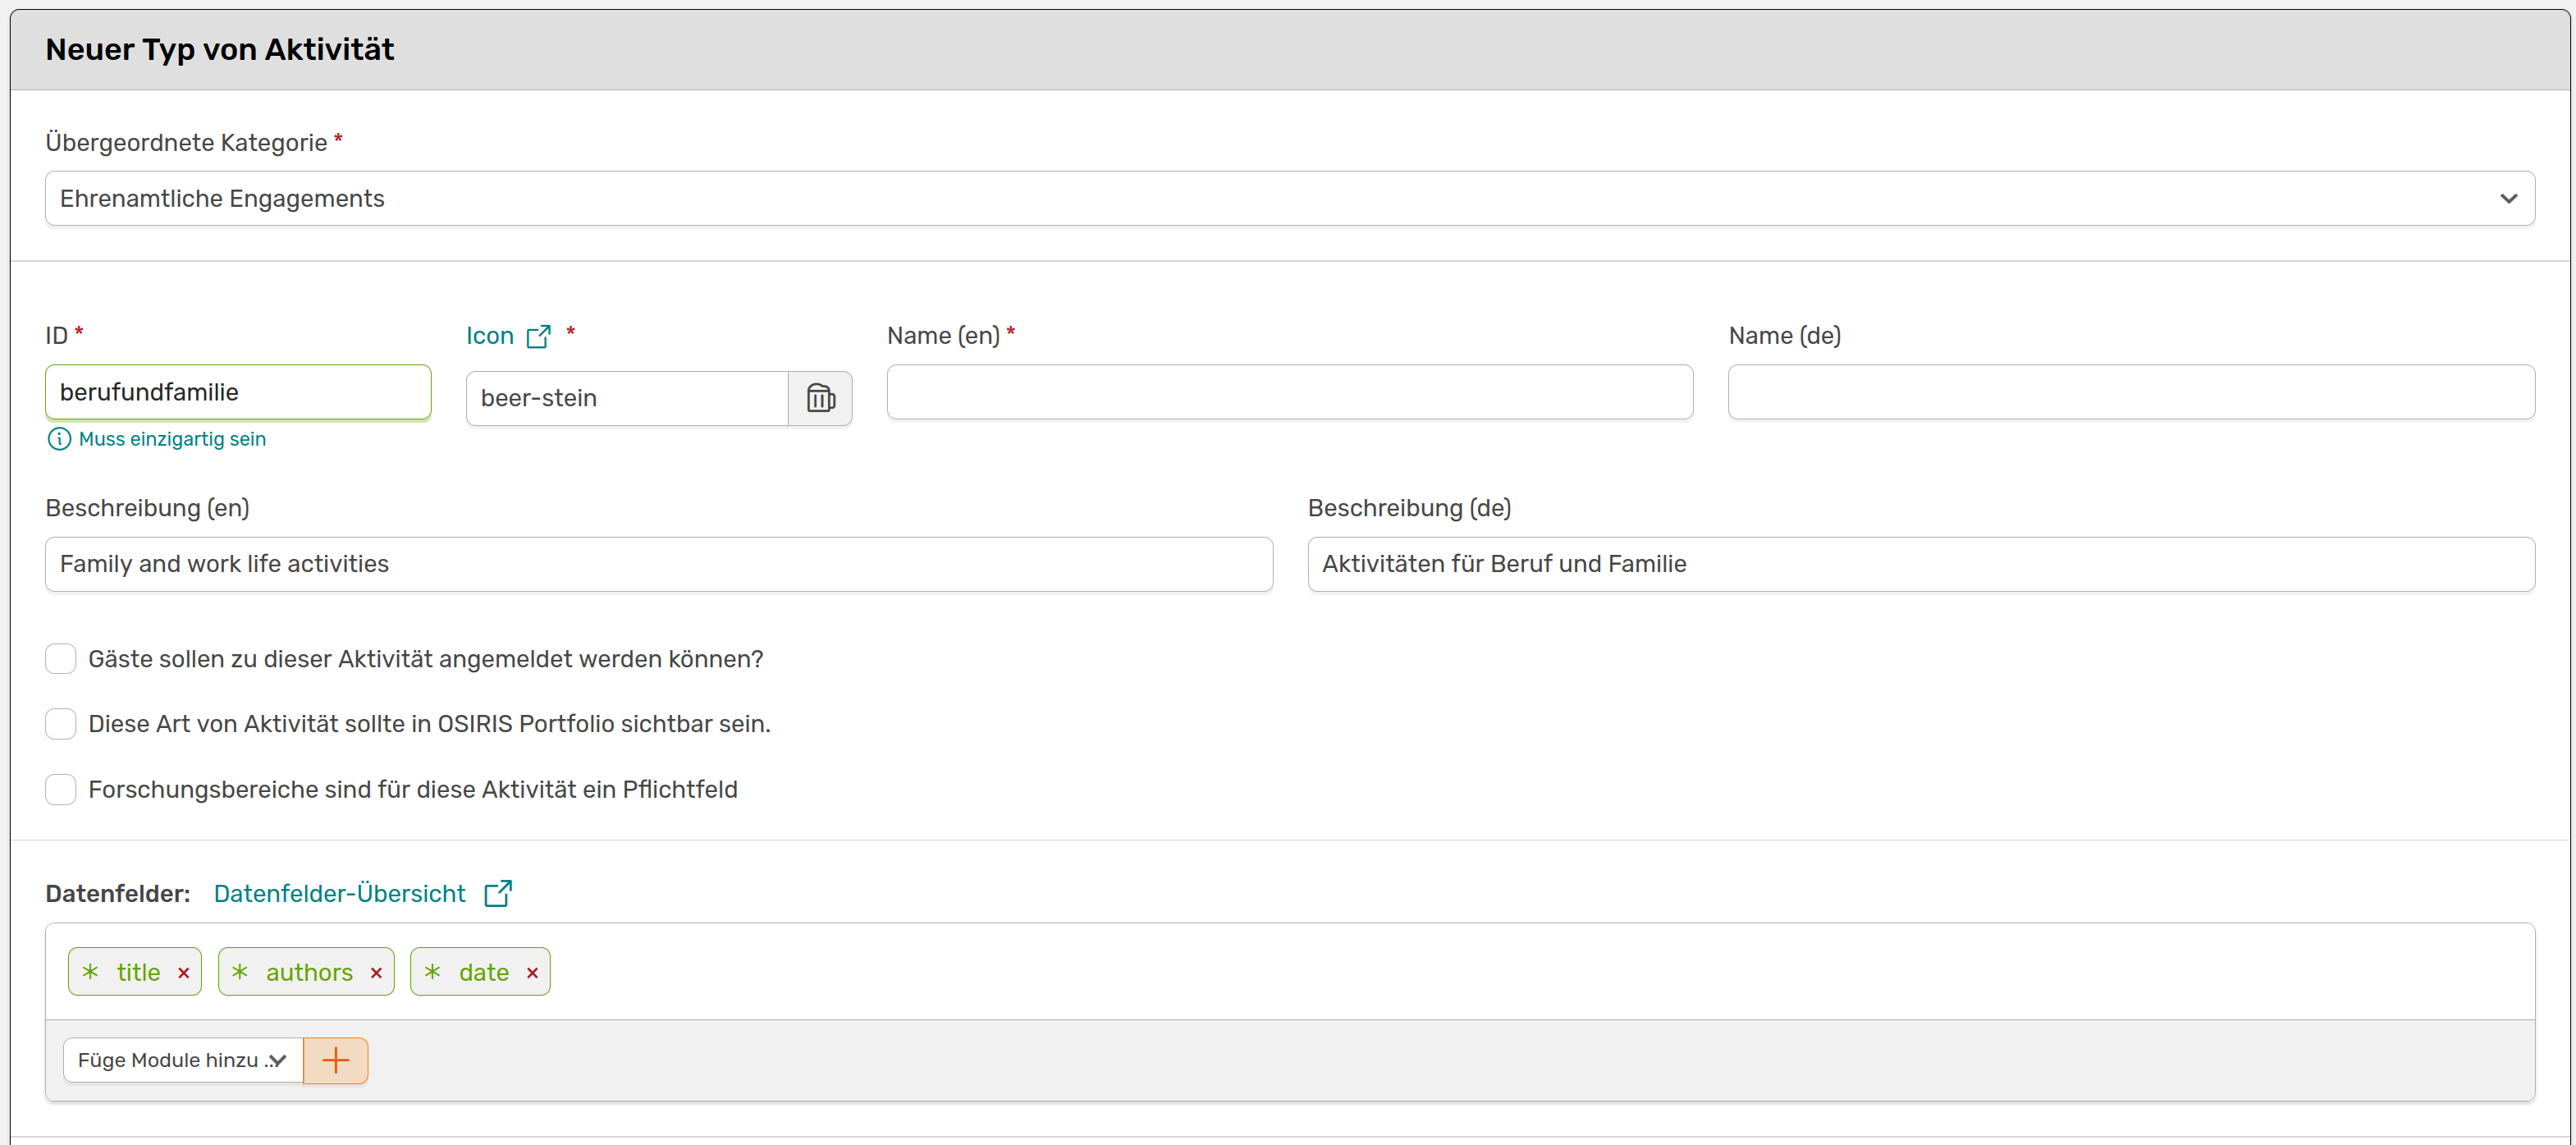 Neuer Typ von Aktivität
Übergeordnete Kategorie *
Ehrenamtliche Engagements
ID * Icon * Name (en) * Name (de)
berufundfamilie beer-stein
Muss einzigartig sein
Beschreibung (en) Beschreibung (de)
Family and work life activities Aktivitäten für Beruf und Familie
Gäste sollen zu dieser Aktivität angemeldet werden können?
Diese Art von Aktivität sollte in OSIRIS Portfolio sichtbar sein.
Forschungsbereiche sind für diese Aktivität ein Pflichtfeld
Datenfelder: Datenfelder-Übersicht
* title × * authors × * date ×
Füge Module hinzu ... +